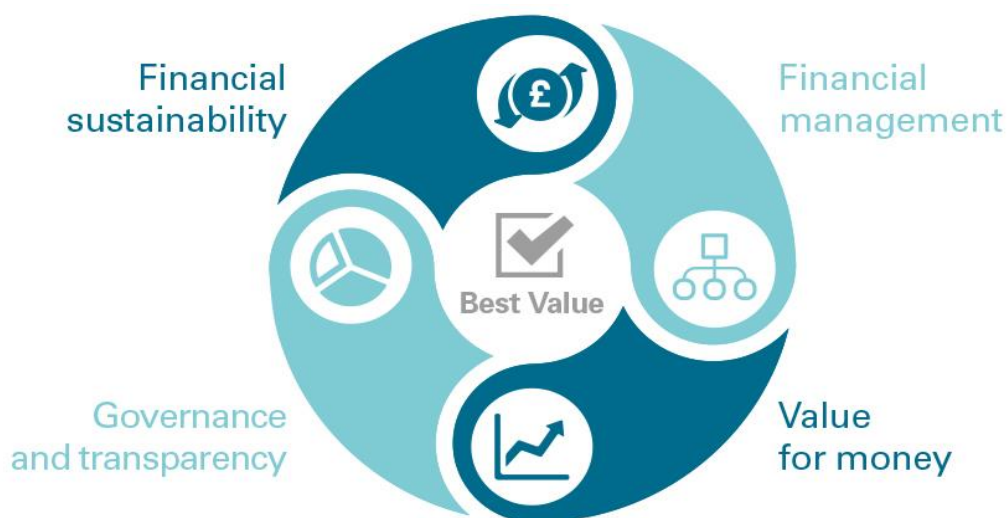 Financial
sustainability
Financial
management
£
Best Value
Governance
and transparency
Value
for money